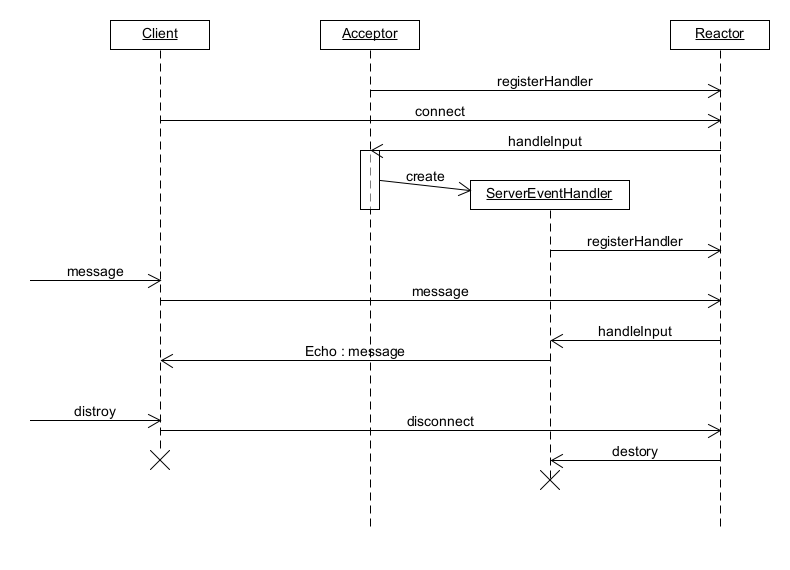 Client
Acceptor
Reactor
registerHandler
connect
handleInput
create
ServerEventHandler
registerHandler
message
message
handleInput
Echo : message
distroy
disconnect
destory